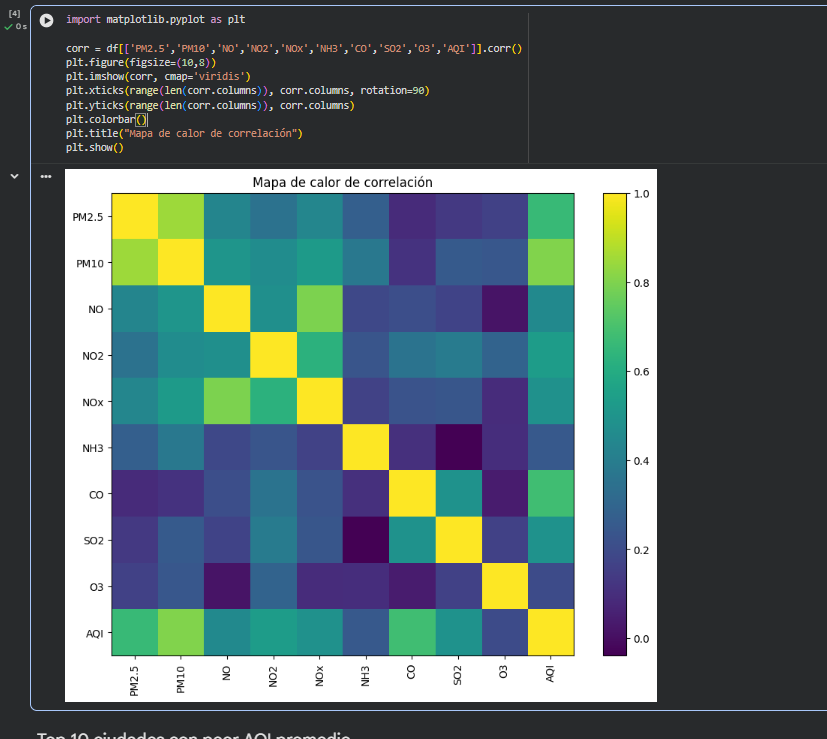 [4]
✓ 0 s
import matplotlib.pyplot as plt
corr = df[['PM2.5','PM10','NO','NO2','NOx','NH3','CO','SO2','O3','AQI']].corr()
plt.figure(figsize=(10,8))
plt.imshow(corr, cmap='viridis')
plt.xticks(range(len(corr.columns)), corr.columns, rotation=90)
plt.yticks(range(len(corr.columns)), corr.columns)
plt.colorbar()
plt.title("Mapa de calor de correlación")
plt.show()
Mapa de calor de correlación
PM2.5
PM10
NO
NO2
NOx
NH3
CO
SO2
O3
AQI
PM2.5 PM10 NO NO2 NOx NH3 CO SO2 O3 AQI
1.0
0.8
0.6
0.4
0.2
0.0
Top 10 ciudades con peor AQI promedio